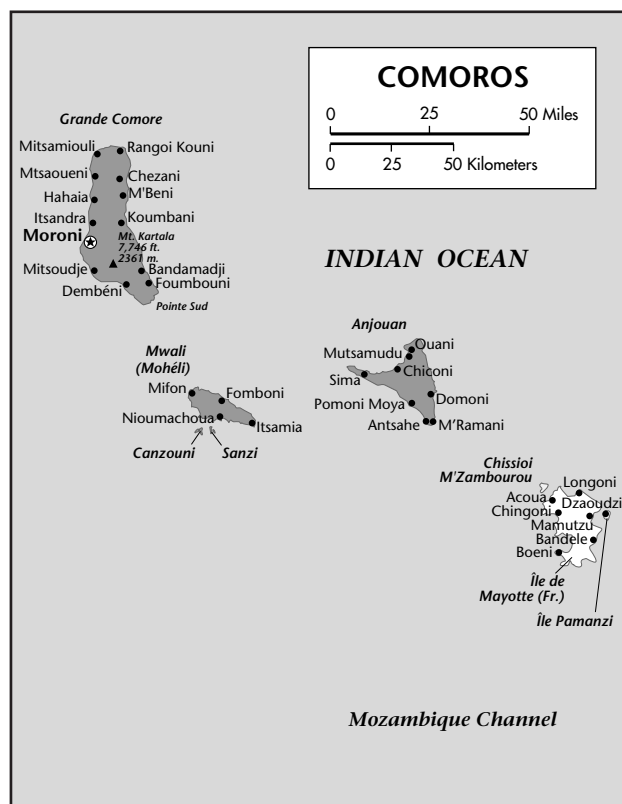 COMOROS
0 25 50 Miles
0 25 50 Kilometers
Grande Comore
Mitsamiouli
Rangoi Kouni
Mtsaoueni
Chezani
Hahaia
M'Beni
Itsandra
Koumbani
Moroni
Mt. Kartala
7,746 ft.
2361 m.
Mitsoudje
Bandamadji
Dembéni
Foumbouni
Pointe Sud
INDIAN OCEAN
Anjouan
Ouani
Mutsamudu
Chiconi
Sima
Domoni
Pomoni Moya
Antsahe
M'Ramani
Mwali
(Mohéli)
Mifon
Fomboni
Nioumachoua
Itsamia
Canzouni
Sanzi
Chissioi
M'Zambourou
Longoni
Acoua
Dzaoudzi
Chingoni
Mamutzu
Bandele
Boeni
Île de
Mayotte (Fr.)
Île Pamanzi
Mozambique Channel